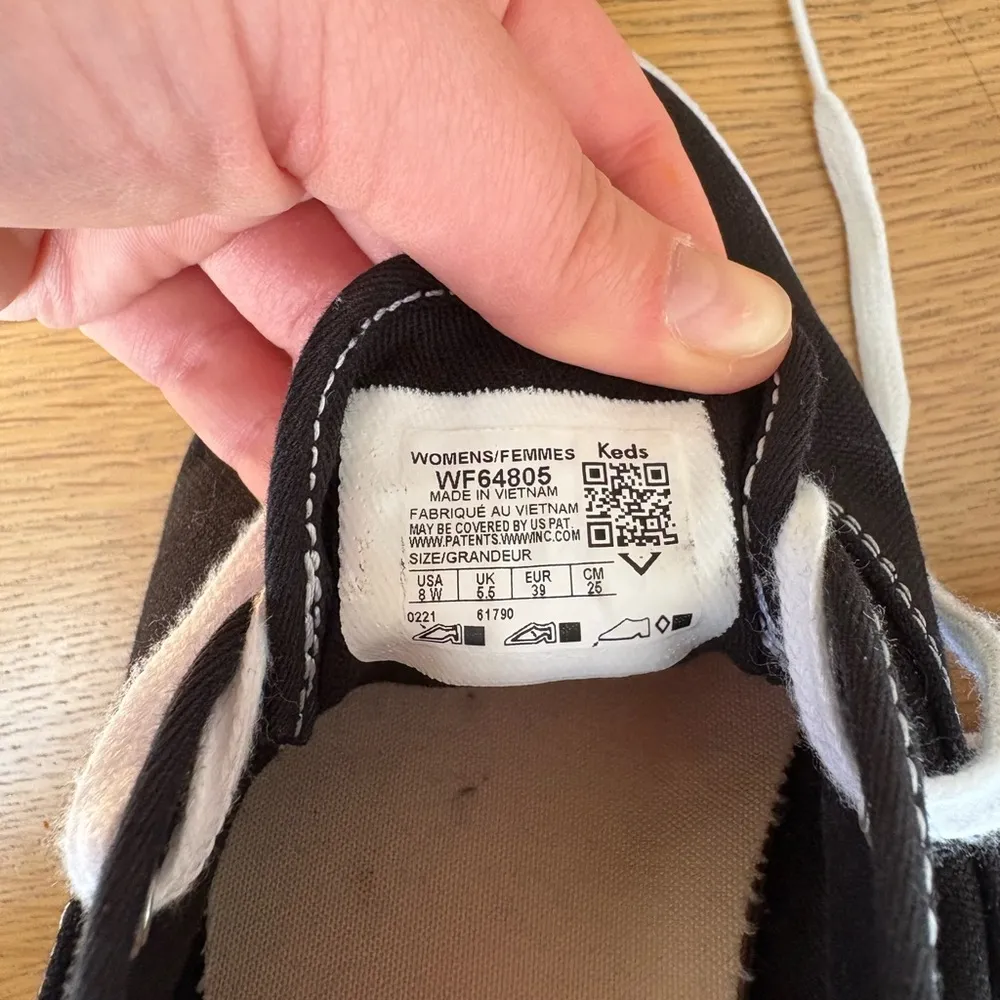 WOMENS/FEMMES Keds
WF64805
MADE IN VIETNAM
FABRIQUÉ AU VIETNAM
MAY BE COVERED BY US PAT.
WWW.PATENTS.WWWINC.COM
SIZE/GRANDEUR
USA UK EUR CM
8 W 5.5 39 25
0221 61790